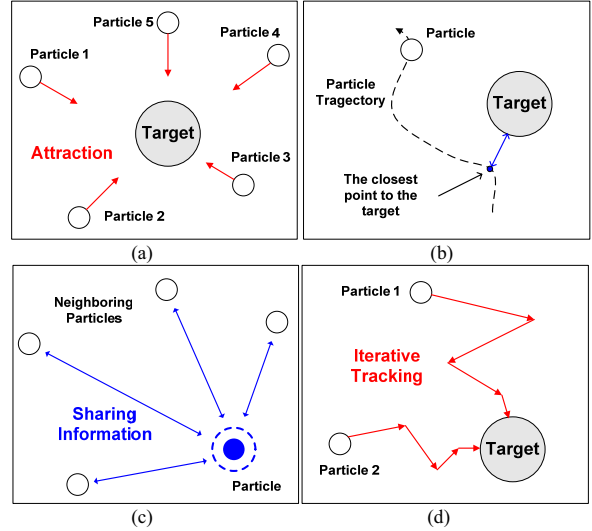 Particle 5
Particle 4
Particle 1
Target
Attraction
Particle 3
Particle 2
(a)
Particle
Particle
Tragectory
Target
The closest
point to the
target
(b)
Neighboring
Particles
Sharing
Information
Particle
(c)
Particle 1
Iterative
Tracking
Target
Particle 2
(d)